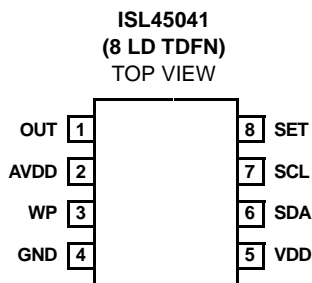 ISL45041
(8 LD TDFN)
TOP VIEW
OUT 1 8 SET
AVDD 2 7 SCL
WP 3 6 SDA
GND 4 5 VDD